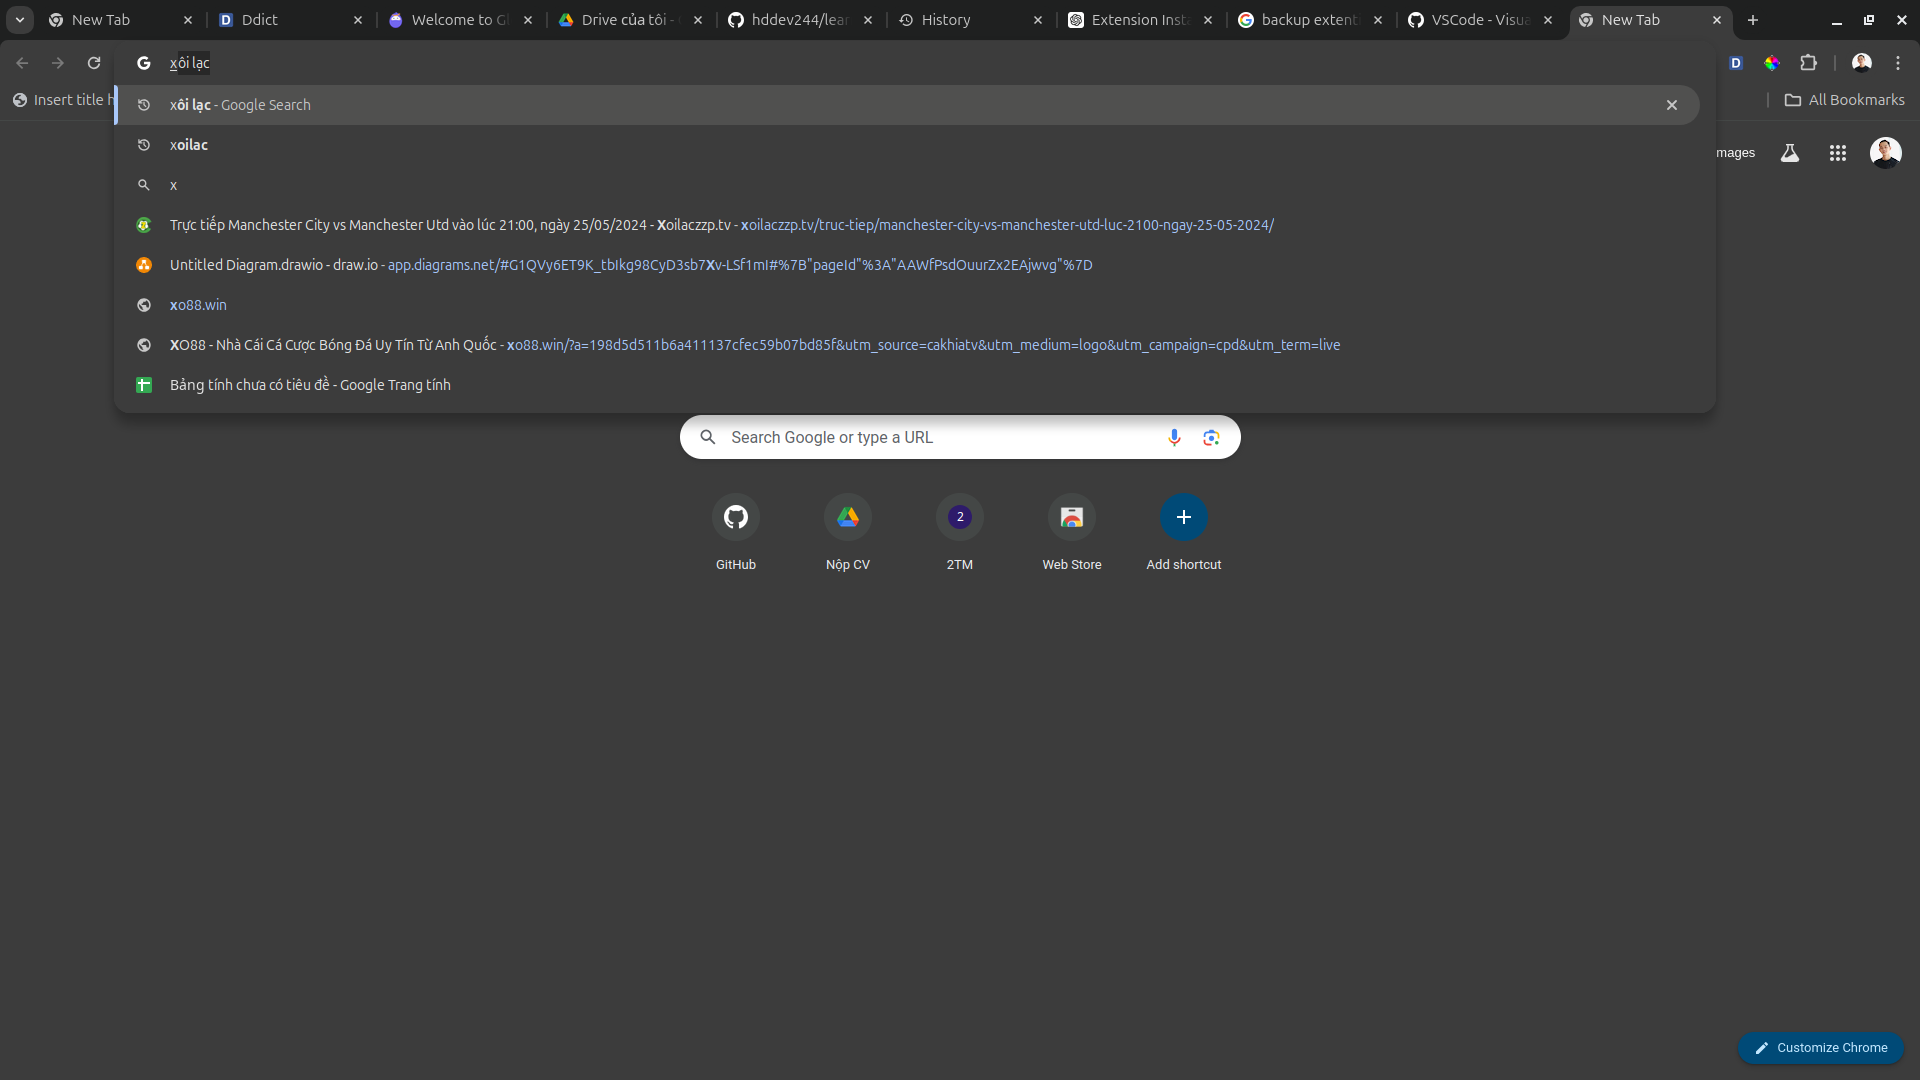 New Tab
Ddict
Welcome to Gl
Drive của tôi - G
hddev244/lear
History
Extension Insta
backup extenti
VSCode - Visua
New Tab
xôi lạc
Insert title h
All Bookmarks
xôi lạc - Google Search
xoilac
mages
x
Trực tiếp Manchester City vs Manchester Utd vào lúc 21:00, ngày 25/05/2024 - Xoilaczzp.tv - xoilaczzp.tv/truc-tiep/manchester-city-vs-manchester-utd-luc-2100-ngay-25-05-2024/
Untitled Diagram.drawio - draw.io - app.diagrams.net/#G1QVy6ET9K_tbIkg98CyD3sb7Xv-LSf1mI#%7B"pageId"%3A"AAWfPsdOuurZx2EAjwvg"%7D
xo88.win
XO88 - Nhà Cái Cá Cược Bóng Đá Uy Tín Từ Anh Quốc - xo88.win/?a=198d5d511b6a411137cfec59b07bd85f&utm_source=cakhiatv&utm_medium=logo&utm_campaign=cpd&utm_term=live
Bảng tính chưa có tiêu đề - Google Trang tính
Search Google or type a URL
2
GitHub
Nộp CV
2TM
Web Store
Add shortcut
Customize Chrome